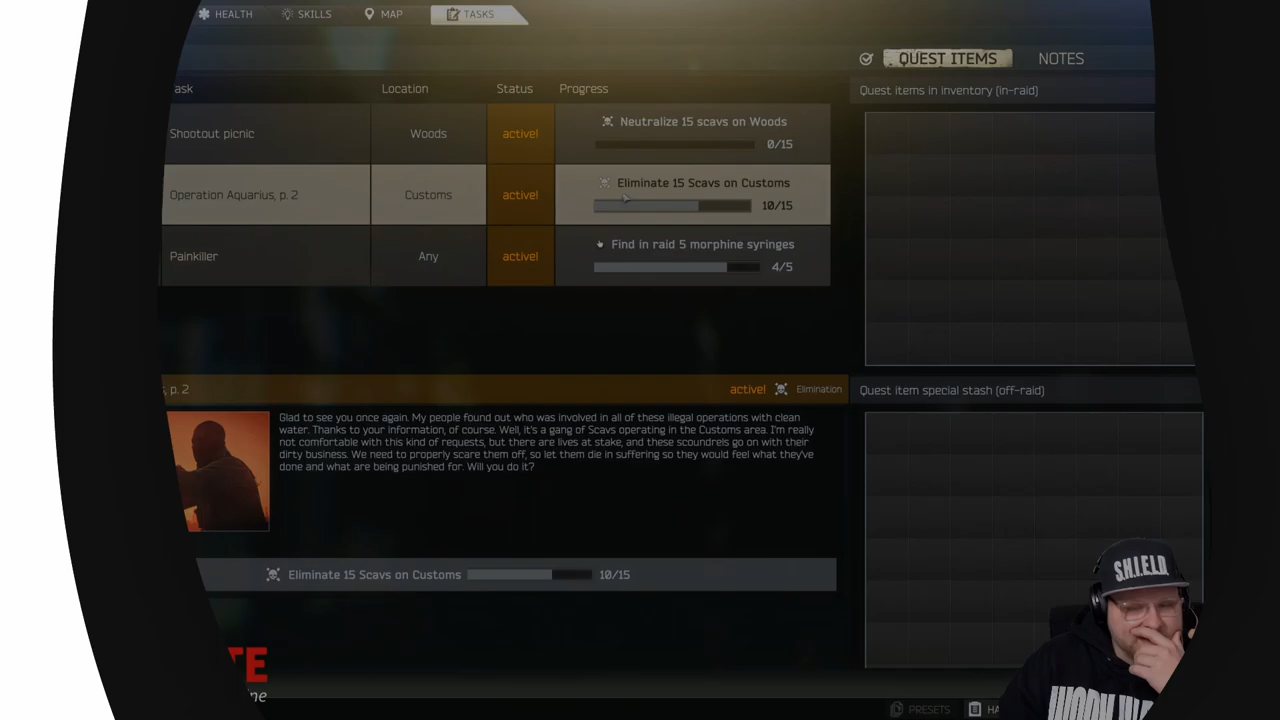 HEALTH
SKILLS
MAP
TASKS
QUEST ITEMS
NOTES
ask
Location
Status
Progress
Quest items in inventory (in-raid)
Shootout picnic
Woods
active!
Neutralize 15 scavs on Woods
0/15
Operation Aquarius, p. 2
Customs
active!
Eliminate 15 Scavs on Customs
10/15
Painkiller
Any
active!
Find in raid 5 morphine syringes
4/5
, p. 2
active!
Elimination
Quest item special stash (off-raid)
Glad to see you once again. My people found out who was involved in all of these illegal operations with clean
water. Thanks to your information, of course. Well, it's a gang of Scavs operating in the Customs area. I'm really
not comfortable with this kind of requests, but there are lives at stake, and these scoundrels go on with their
dirty business. We need to properly scare them off, so let them die in suffering so they would feel what they've
done and what are being punished for. Will you do it?
Eliminate 15 Scavs on Customs
10/15
S.H.I.E.L.D.
TE
ne
PRESETS
HA